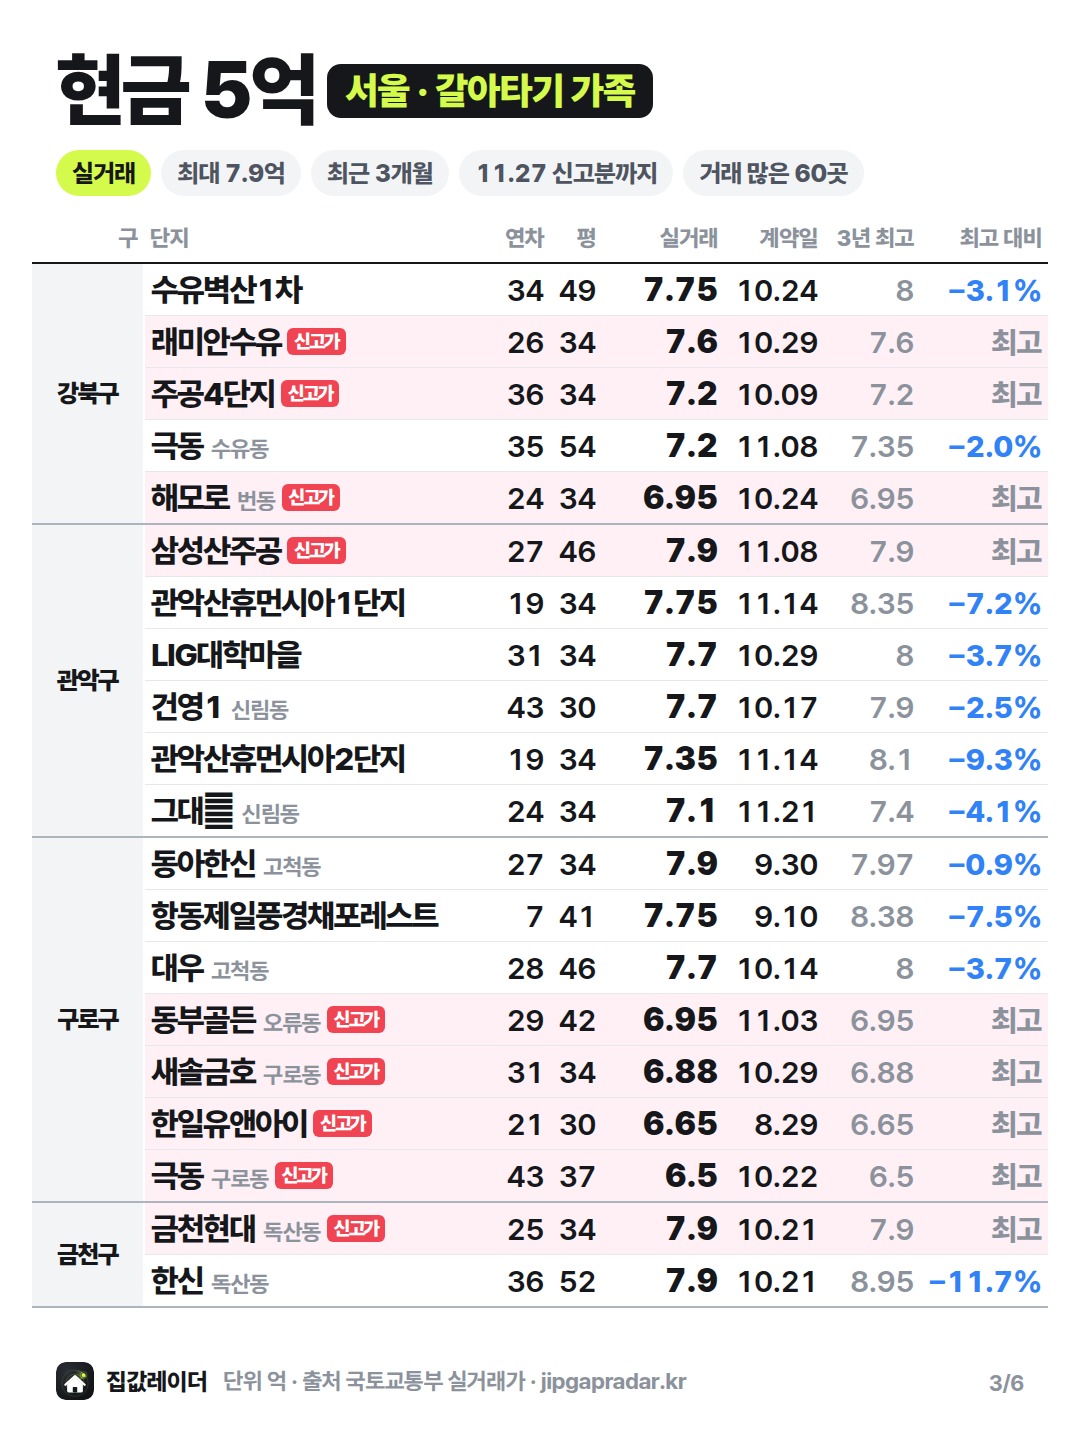 현금 5억 서울 · 갈아타기 가족
실거래 최대 7.9억 최근 3개월 11.27 신고분까지 거래 많은 60곳
구 단지 연차 평 실거래 계약일 3년 최고 최고 대비
강북구
수유벽산1차 34 49 7.75 10.24 8 −3.1%
래미안수유 신고가 26 34 7.6 10.29 7.6 최고
주공4단지 신고가 36 34 7.2 10.09 7.2 최고
극동 수유동 35 54 7.2 11.08 7.35 −2.0%
해모로 번동 신고가 24 34 6.95 10.24 6.95 최고
관악구
삼성산주공 신고가 27 46 7.9 11.08 7.9 최고
관악산휴먼시아1단지 19 34 7.75 11.14 8.35 −7.2%
LIG대학마을 31 34 7.7 10.29 8 −3.7%
건영1 신림동 43 30 7.7 10.17 7.9 −2.5%
관악산휴먼시아2단지 19 34 7.35 11.14 8.1 −9.3%
그대 신림동 24 34 7.1 11.21 7.4 −4.1%
구로구
동아한신 고척동 27 34 7.9 9.30 7.97 −0.9%
항동제일풍경채포레스트 7 41 7.75 9.10 8.38 −7.5%
대우 고척동 28 46 7.7 10.14 8 −3.7%
동부골든 오류동 신고가 29 42 6.95 11.03 6.95 최고
새솔금호 구로동 신고가 31 34 6.88 10.29 6.88 최고
한일유앤아이 신고가 21 30 6.65 8.29 6.65 최고
극동 구로동 신고가 43 37 6.5 10.22 6.5 최고
금천구
금천현대 독산동 신고가 25 34 7.9 10.21 7.9 최고
한신 독산동 36 52 7.9 10.21 8.95 −11.7%
집값레이더 단위 억 · 출처 국토교통부 실거래가 · jipgapradar.kr 3/6